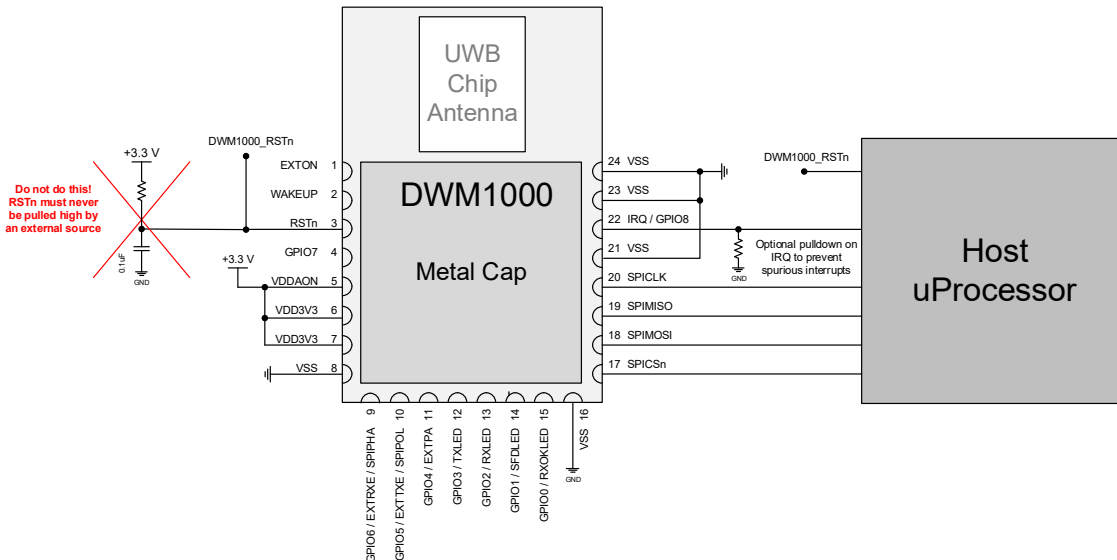 UWB
Chip
Antenna
DWM1000_RSTn
+3.3 V
Do not do this!
RSTn must never
be pulled high by
an external source
0.1uF
GND
+3.3 V
EXTON 1
WAKEUP 2
RSTn 3
GPIO7 4
VDDAON 5
VDD3V3 6
VDD3V3 7
VSS 8
DWM1000
Metal Cap
24 VSS
23 VSS
22 IRQ / GPIO8
21 VSS
20 SPICLK
19 SPIMISO
18 SPIMOSI
17 SPICSn
DWM1000_RSTn
Optional pulldown on
IRQ to prevent
spurious interrupts
GND
Host
uProcessor
GPIO6 / EXTRXE / SPIPHA 9
GPIO5 / EXTTXE / SPIPOL 10
GPIO4 / EXTPA 11
GPIO3 / TXLED 12
GPIO2 / RXLED 13
GPIO1 / SFDLED 14
GPIO0 / RXOKLED 15
VSS 16
GND